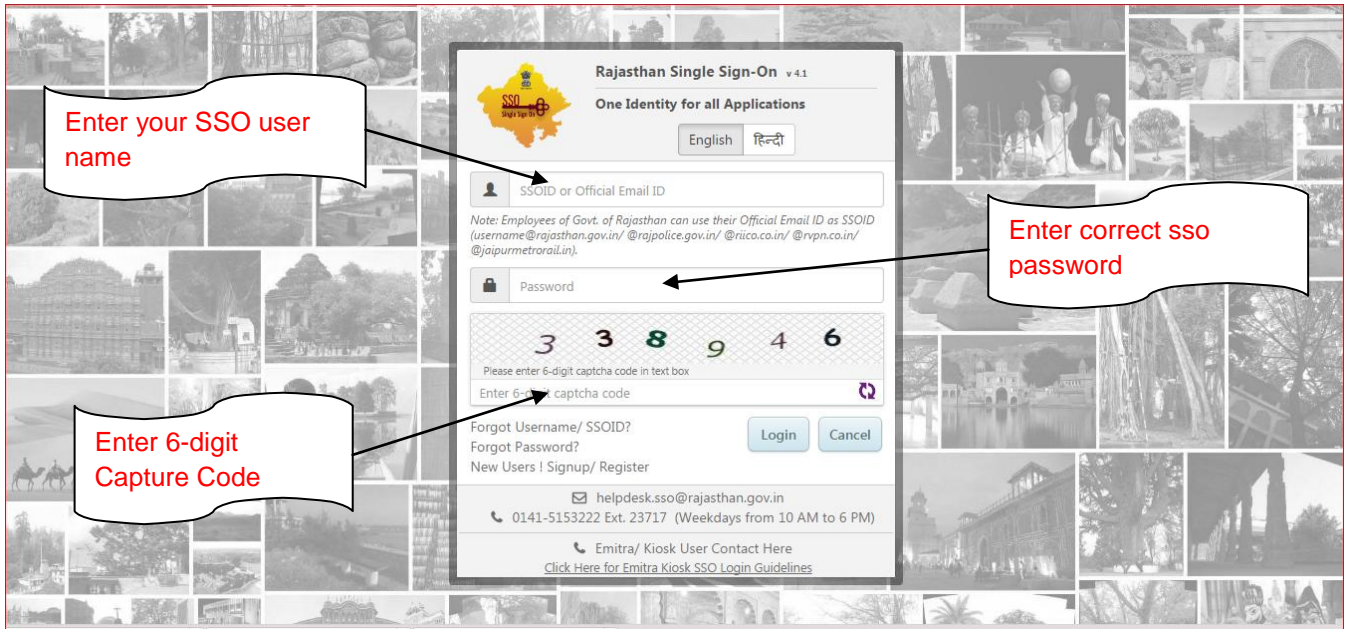 Rajasthan Single Sign-On v 4.1
SSO
Single Sign On
One Identity for all Applications
English हिन्दी
Enter your SSO user
name
SSOID or Official Email ID
Note: Employees of Govt. of Rajasthan can use their Official Email ID as SSOID
(username@rajasthan.gov.in/ @rajpolice.gov.in/ @riico.co.in/ @rvpn.co.in/
@jaipurmetrorail.in).
Enter correct sso
password
Password
3 3 8 9 4 6
Please enter 6-digit captcha code in text box
Enter 6-digit captcha code
Enter 6-digit
Capture Code
Forgot Username/ SSOID?
Forgot Password?
New Users ! Signup/ Register
Login Cancel
helpdesk.sso@rajasthan.gov.in
0141-5153222 Ext. 23717 (Weekdays from 10 AM to 6 PM)
Emitra/ Kiosk User Contact Here
Click Here for Emitra Kiosk SSO Login Guidelines